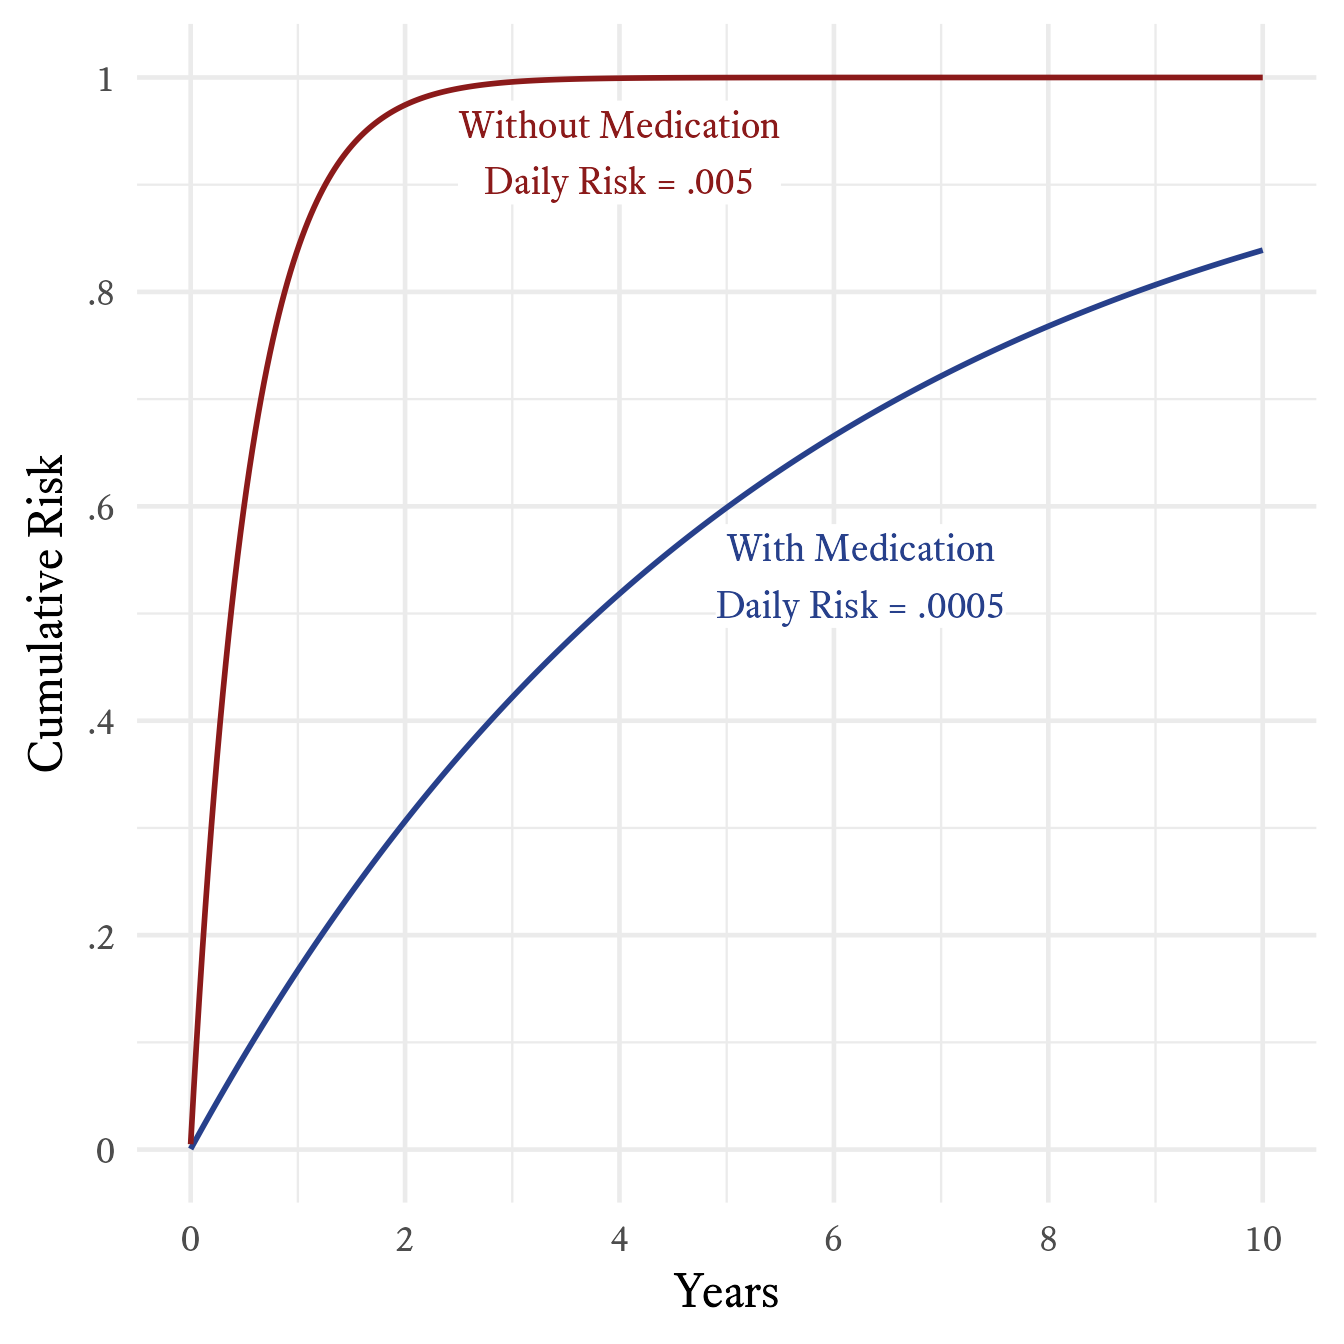 1
Without Medication
Daily Risk = .005
.8
.6
With Medication
Daily Risk = .0005
.4
.2
0
Cumulative Risk
0 2 4 6 8 10
Years